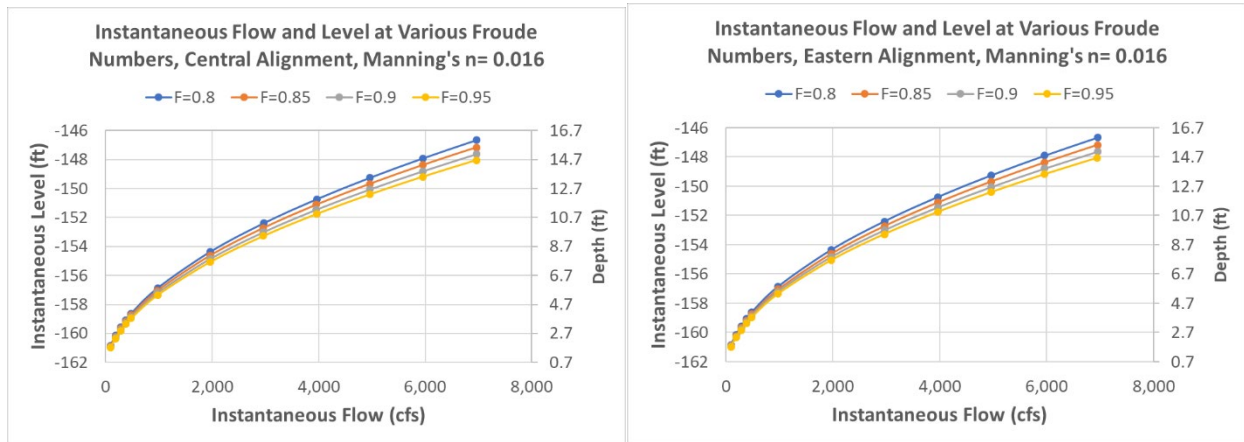 Instantaneous Flow and Level at Various Froude
Numbers, Central Alignment, Manning's n= 0.016
F=0.8 F=0.85 F=0.9 F=0.95
Instantaneous Level (ft)
-146
-148
-150
-152
-154
-156
-158
-160
-162
16.7
14.7
12.7
10.7
8.7
6.7
4.7
2.7
0.7
Depth (ft)
0 2,000 4,000 6,000 8,000
Instantaneous Flow (cfs)
Instantaneous Flow and Level at Various Froude
Numbers, Eastern Alignment, Manning's n= 0.016
F=0.8 F=0.85 F=0.9 F=0.95
Instantaneous Level (ft)
-146
-148
-150
-152
-154
-156
-158
-160
-162
16.7
14.7
12.7
10.7
8.7
6.7
4.7
2.7
0.7
Depth (ft)
0 2,000 4,000 6,000 8,000
Instantaneous Flow (cfs)